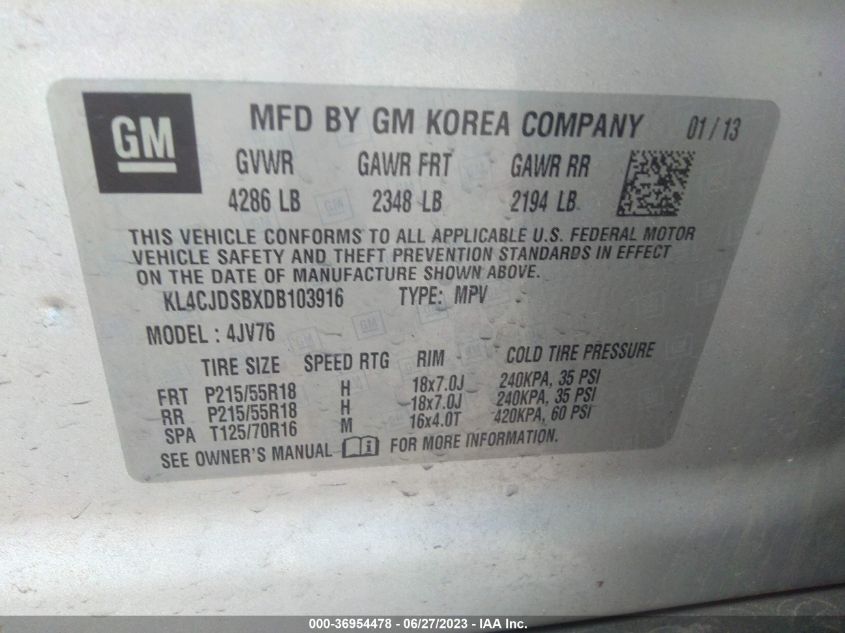 GM
MFD BY GM KOREA COMPANY 01 / 13
GVWR GAWR FRT GAWR RR
4286 LB 2348 LB 2194 LB
THIS VEHICLE CONFORMS TO ALL APPLICABLE U.S. FEDERAL MOTOR
VEHICLE SAFETY AND THEFT PREVENTION STANDARDS IN EFFECT
ON THE DATE OF MANUFACTURE SHOWN ABOVE.
KL4CJDSBXDB103916 TYPE: MPV
MODEL : 4JV76
TIRE SIZE SPEED RTG RIM COLD TIRE PRESSURE
FRT P215/55R18 H 18x7.0J 240KPA, 35 PSI
RR P215/55R18 H 18x7.0J 240KPA, 35 PSI
SPA T125/70R16 M 16x4.0T 420KPA, 60 PSI
SEE OWNER'S MANUAL i FOR MORE INFORMATION.
000-36954478 - 06/27/2023 - IAA Inc.